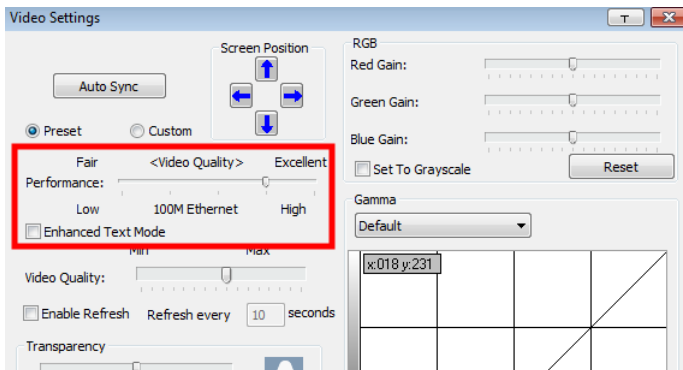 Video Settings
T
Screen Position
Auto Sync
Preset
Custom
Fair <Video Quality> Excellent
Performance:
Low 100M Ethernet High
Enhanced Text Mode
Min Max
Video Quality:
Enable Refresh Refresh every 10 seconds
Transparency
RGB
Red Gain:
Green Gain:
Blue Gain:
Set To Grayscale
Reset
Gamma
Default
x:018 y:231